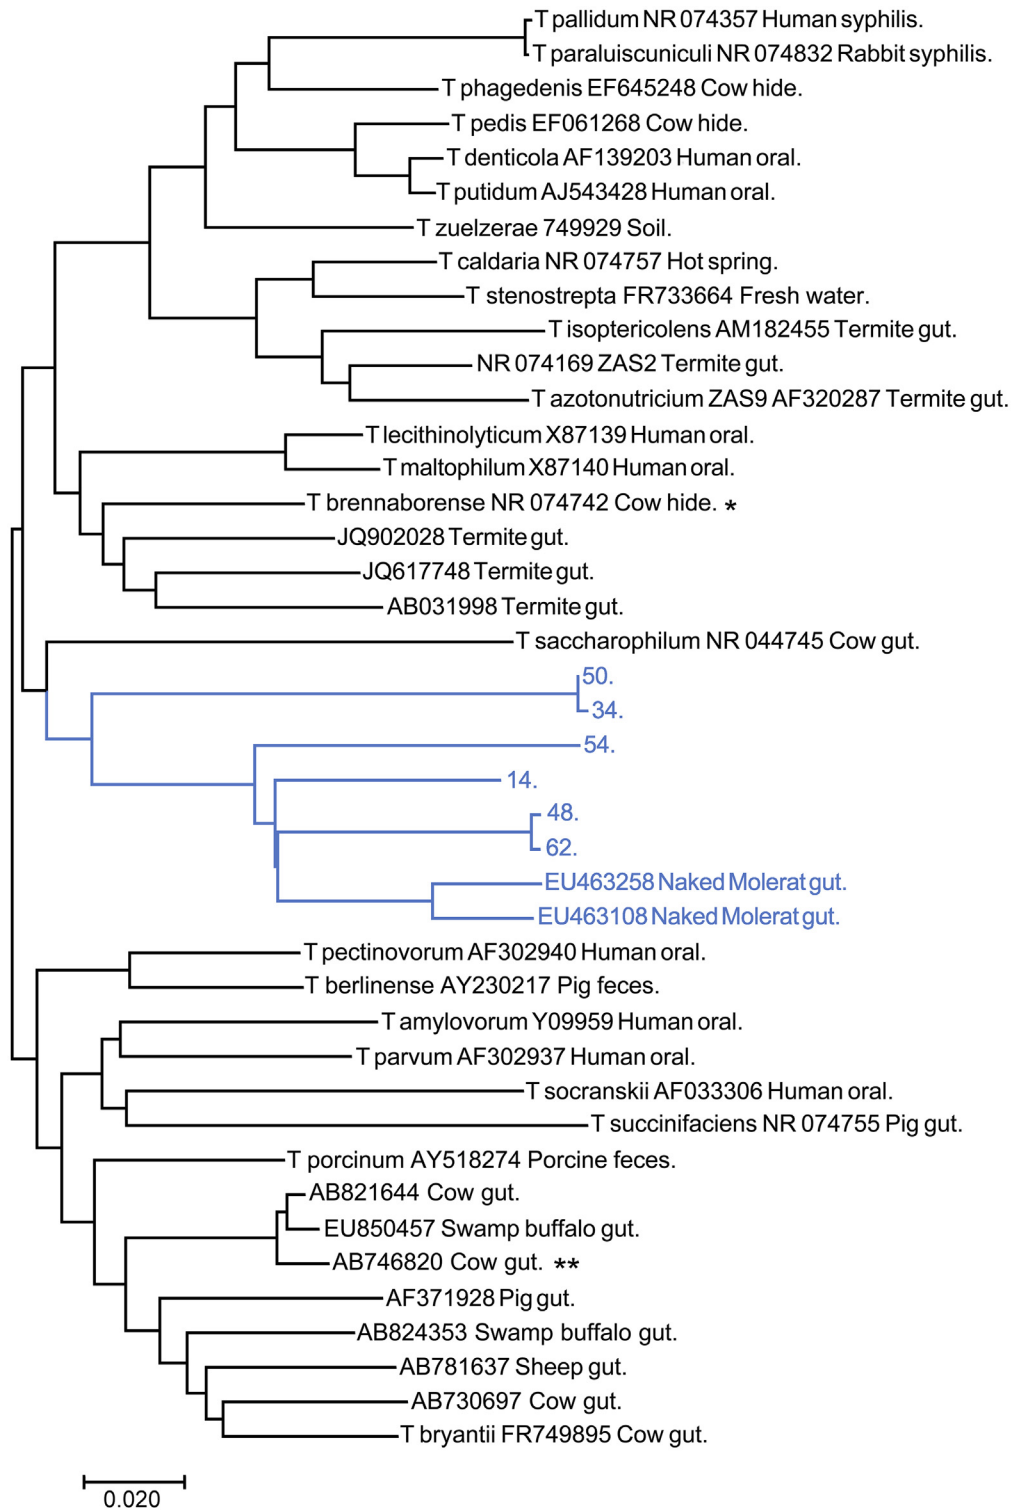 T pallidum NR 074357 Human syphilis.
T paraluiscuniculi NR 074832 Rabbit syphilis.
T phagedenis EF645248 Cow hide.
T pedis EF061268 Cow hide.
T denticola AF139203 Human oral.
T putidum AJ543428 Human oral.
T zuelzerae 749929 Soil.
T caldaria NR 074757 Hot spring.
T stenostrepta FR733664 Fresh water.
T isoptericolens AM182455 Termite gut.
NR 074169 ZAS2 Termite gut.
T azotonutricium ZAS9 AF320287 Termite gut.
T lecithinolyticum X87139 Human oral.
T maltophilum X87140 Human oral.
T brennaborense NR 074742 Cow hide. *
JQ902028 Termite gut.
JQ617748 Termite gut.
AB031998 Termite gut.
T saccharophilum NR 044745 Cow gut.
50.
34.
54.
14.
48.
62.
EU463258 Naked Molerat gut.
EU463108 Naked Molerat gut.
T pectinovorum AF302940 Human oral.
T berlinense AY230217 Pig feces.
T amylovorum Y09959 Human oral.
T parvum AF302937 Human oral.
T socranskii AF033306 Human oral.
T succinifaciens NR 074755 Pig gut.
T porcinum AY518274 Porcine feces.
AB821644 Cow gut.
EU850457 Swamp buffalo gut.
AB746820 Cow gut. **
AF371928 Pig gut.
AB824353 Swamp buffalo gut.
AB781637 Sheep gut.
AB730697 Cow gut.
T bryantii FR749895 Cow gut.
0.020